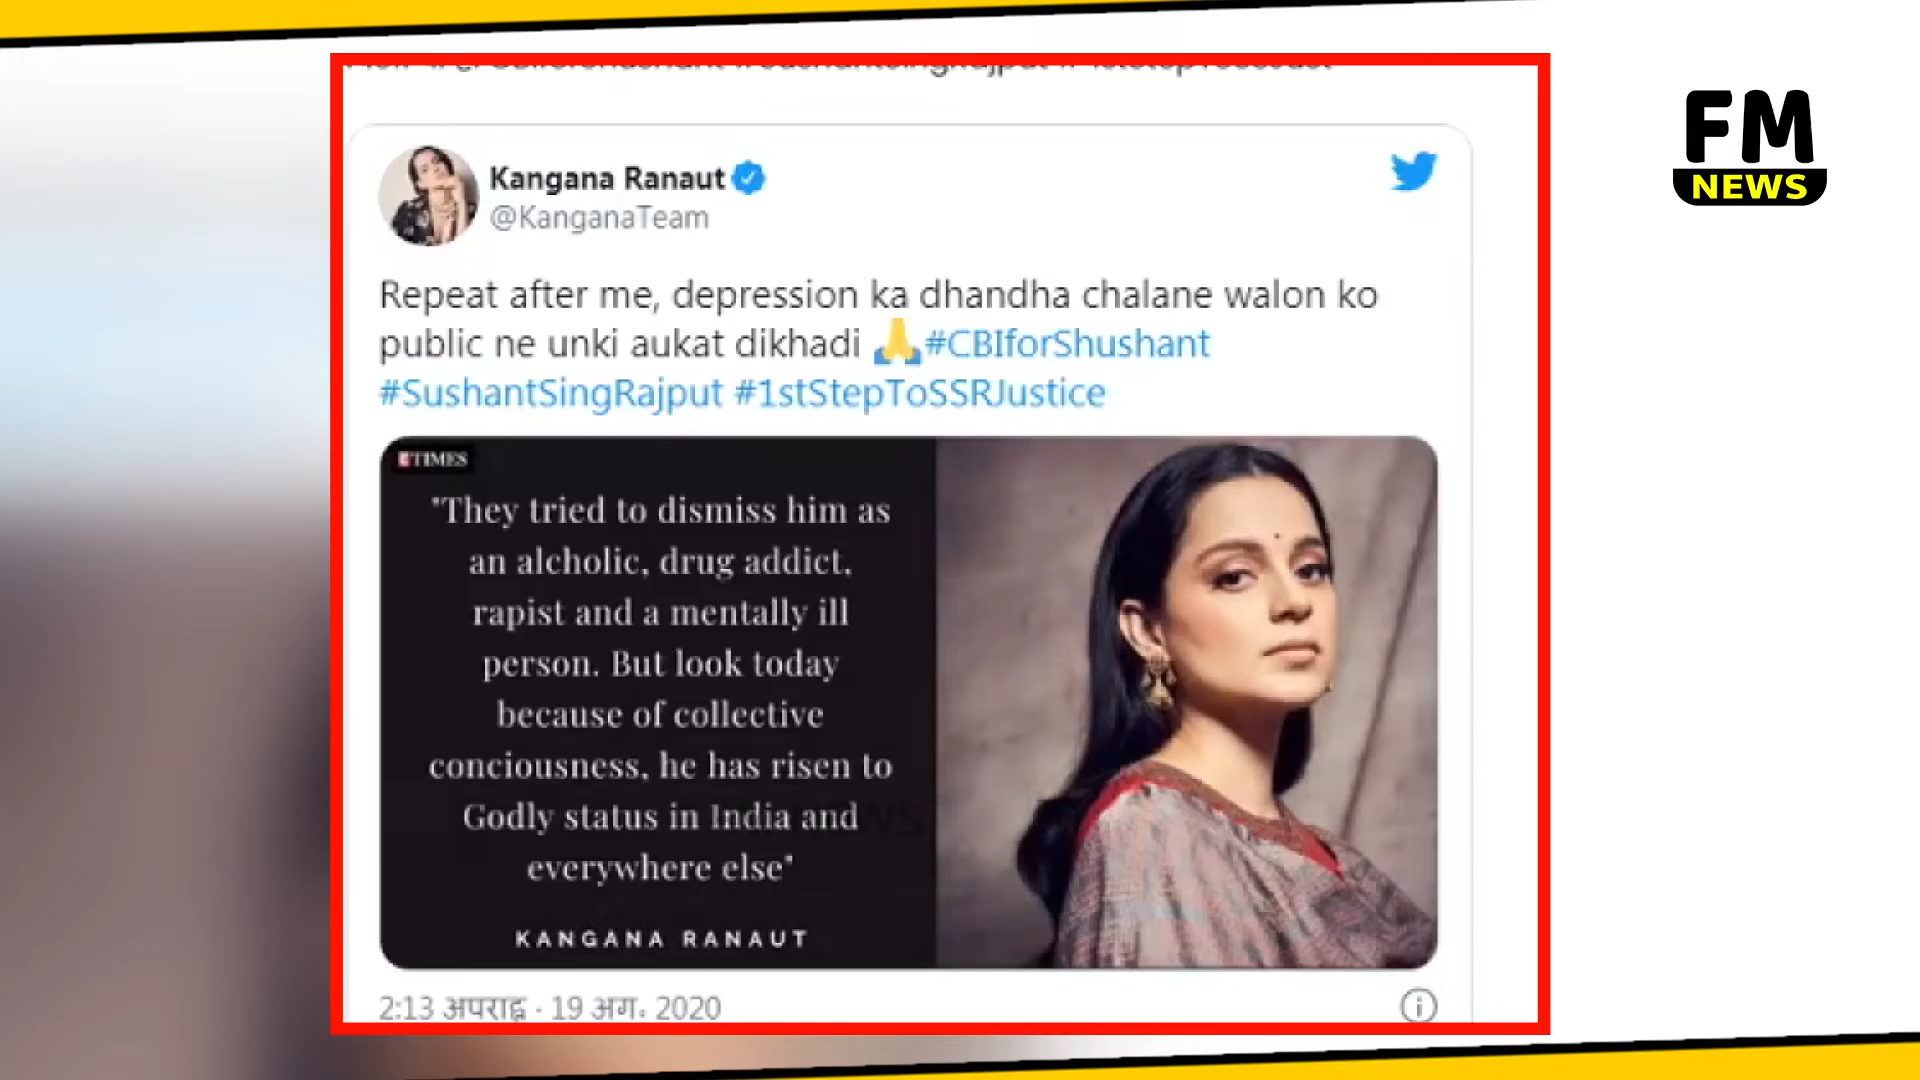 FM
NEWS
Kangana Ranaut
@KanganaTeam
Repeat after me, depression ka dhandha chalane walon ko
public ne unki aukat dikhadi 🙏#CBIforShushant
#SushantSingRajput #1stStepToSSRJustice
ETIMES
"They tried to dismiss him as
an alcholic, drug addict,
rapist and a mentally ill
person. But look today
because of collective
conciousness, he has risen to
Godly status in India and
everywhere else"
KANGANA RANAUT
2:13 अपराह्न · 19 अग॰ 2020